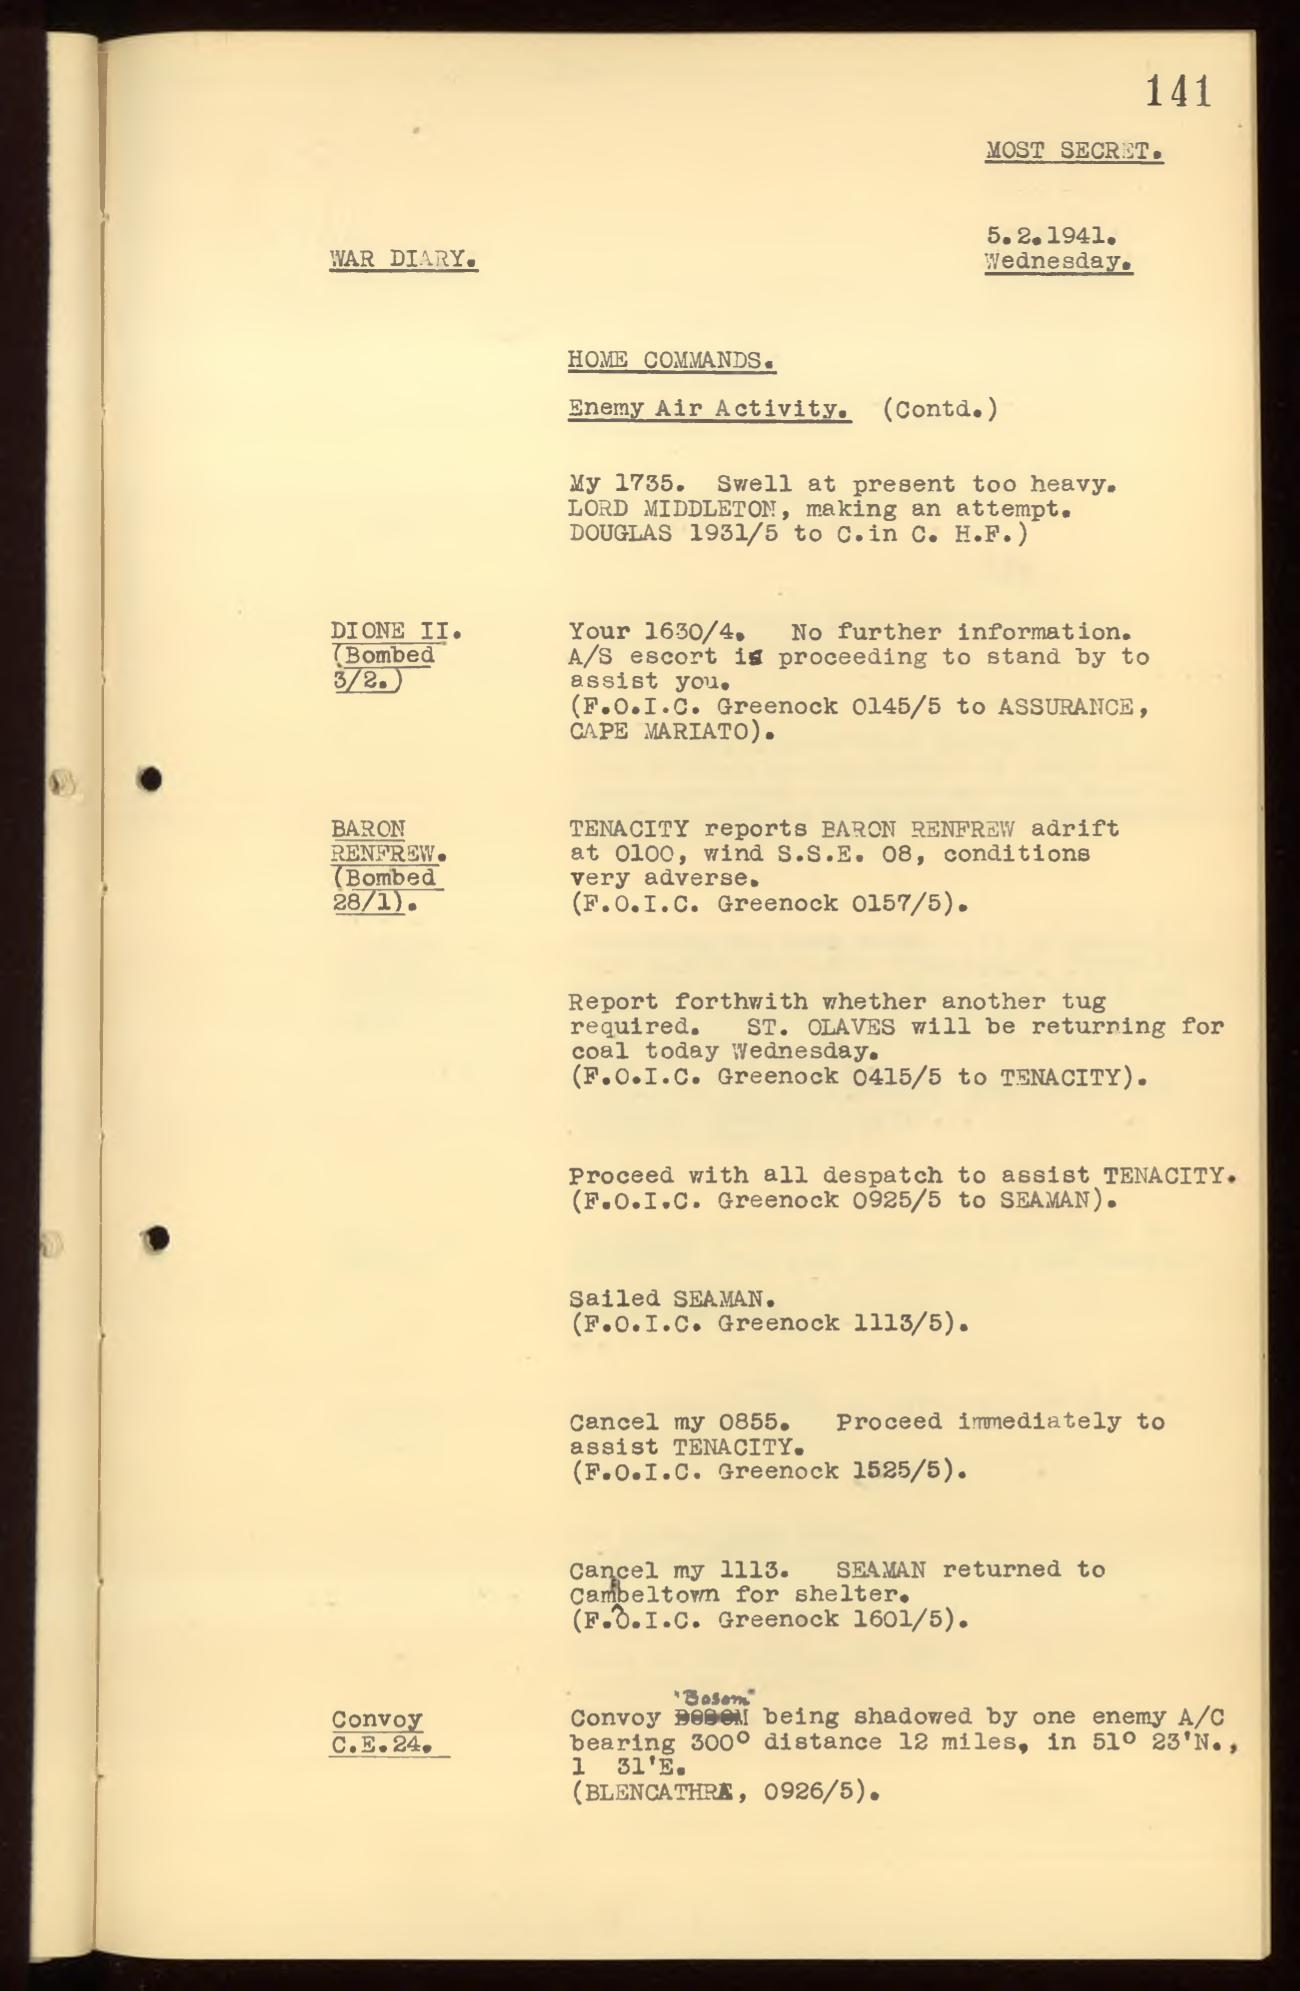 141
MOST SECRET.
5.2.1941.
WAR DIARY.
Wednesday.
HOME COMMANDS.
Enemy Air Activity. (Contd.)
My 1735. Swell at present too heavy.
LORD MIDDLETON, making an attempt.
DOUGLAS 1931/5 to C.in C. H.F.)
DIONE II.
(Bombed
3/2.)
Your 1630/4. No further information.
A/S escort is proceeding to stand by to
assist you.
(F.O.I.C. Greenock 0145/5 to ASSURANCE,
CAPE MARIATO).
BARON
RENFREW.
(Bombed
28/1).
TENACITY reports BARON RENFREW adrift
at 0100, wind S.S.E. 08, conditions
very adverse.
(F.O.I.C. Greenock 0157/5).
Report forthwith whether another tug
required. ST. OLAVES will be returning for
coal today Wednesday.
(F.O.I.C. Greenock 0415/5 to TENACITY).
Proceed with all despatch to assist TENACITY.
(F.O.I.C. Greenock 0925/5 to SEAMAN).
Sailed SEAMAN.
(F.O.I.C. Greenock 1113/5).
Cancel my 0855. Proceed immediately to
assist TENACITY.
(F.O.I.C. Greenock 1525/5).
Cancel my 1113. SEAMAN returned to
Campbeltown for shelter.
(F.O.I.C. Greenock 1601/5).
Convoy
C.E.24.
"Bosom"
Convoy BOSOM being shadowed by one enemy A/C
bearing 300° distance 12 miles, in 51° 23'N.,
1 31'E.
(BLENCATHRA, 0926/5).